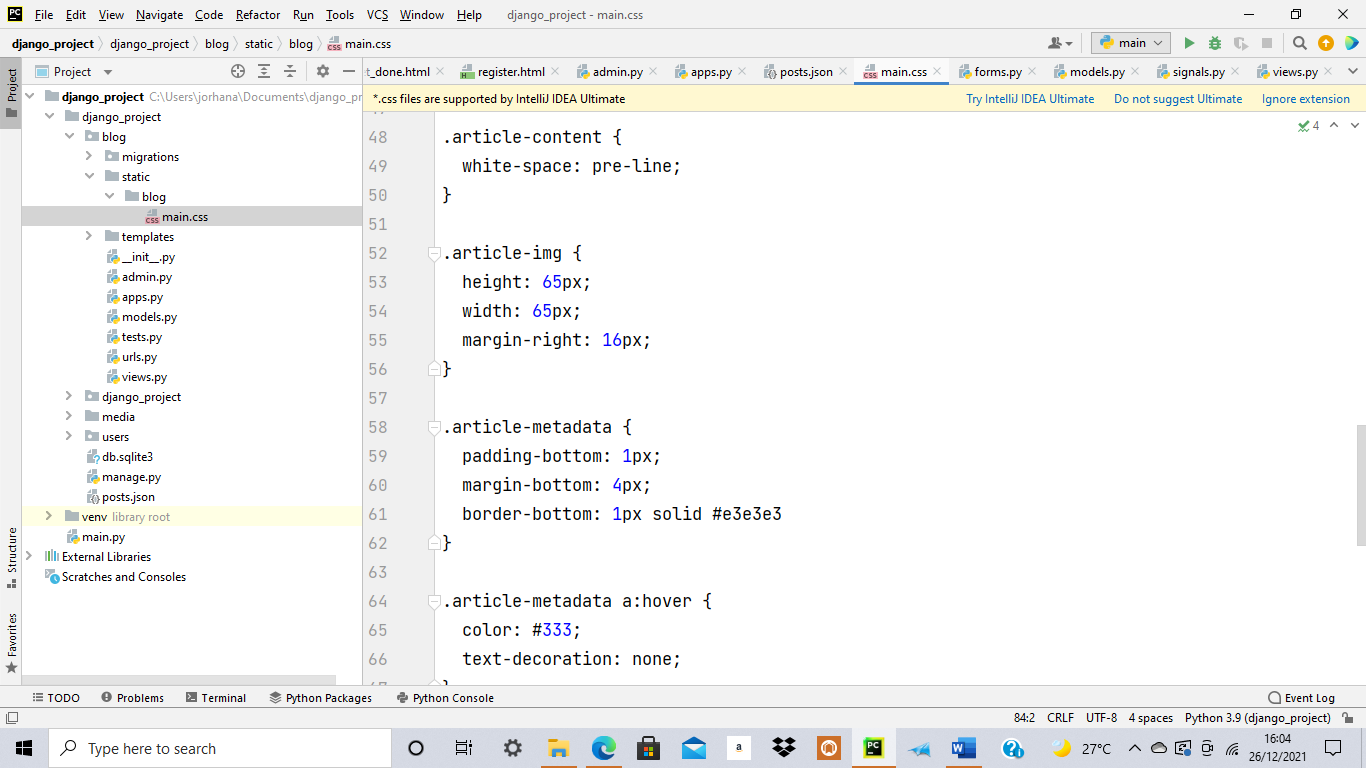 PC File Edit View Navigate Code Refactor Run Tools VCS Window Help django_project - main.css
django_project django_project blog static blog main.css main
Project t_done.html register.html admin.py apps.py posts.json main.css forms.py models.py signals.py views.py
*.css files are supported by IntelliJ IDEA Ultimate Try IntelliJ IDEA Ultimate Do not suggest Ultimate Ignore extension
Project
Structure
Favorites
django_project C:\Users\jorhana\Documents\django_pr
django_project
blog
migrations
static
blog
CSS main.css
templates
__init__.py
admin.py
apps.py
models.py
tests.py
urls.py
views.py
django_project
media
users
db.sqlite3
manage.py
posts.json
venv library root
main.py
External Libraries
Scratches and Consoles
4
48 .article-content {
49 white-space: pre-line;
50 }
51
52 .article-img {
53 height: 65px;
54 width: 65px;
55 margin-right: 16px;
56 }
57
58 .article-metadata {
59 padding-bottom: 1px;
60 margin-bottom: 4px;
61 border-bottom: 1px solid #e3e3e3
62 }
63
64 .article-metadata a:hover {
65 color: #333;
66 text-decoration: none;
TODO Problems Terminal Python Packages Python Console Event Log
84:2 CRLF UTF-8 4 spaces Python 3.9 (django_project)
Type here to search a PC W 27°C 16:04
26/12/2021